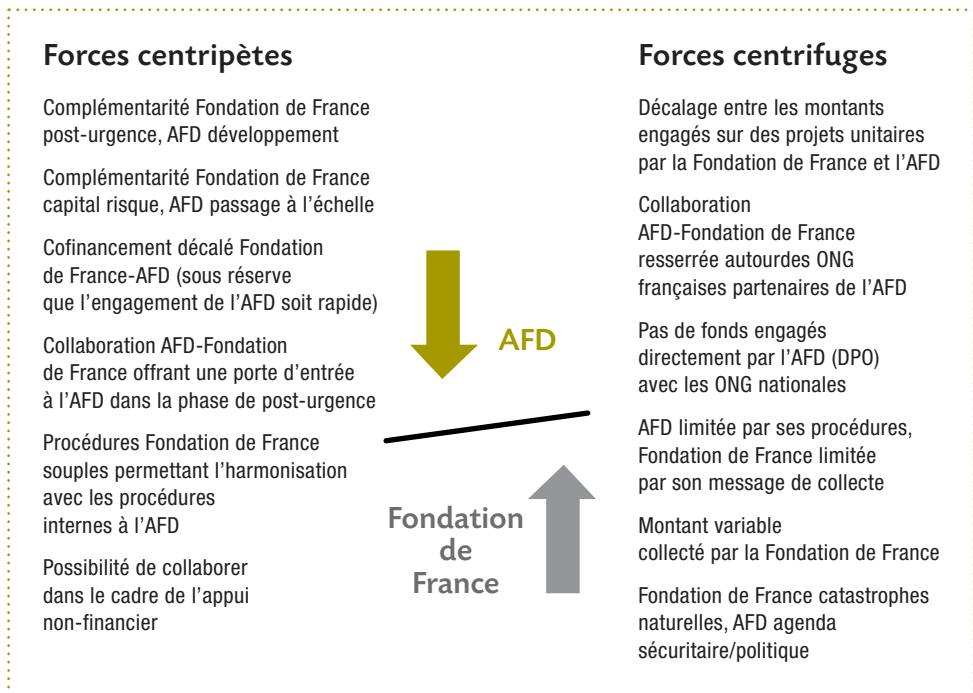 Forces centripètes
Complémentarité Fondation de France
post-urgence, AFD développement
Complémentarité Fondation de France
capital risque, AFD passage à l'échelle
Cofinancement décalé Fondation
de France-AFD (sous réserve
que l'engagement de l'AFD soit rapide)
Collaboration AFD-Fondation
de France offrant une porte d'entrée
à l'AFD dans la phase de post-urgence
Procédures Fondation de France
souples permettant l'harmonisation
avec les procédures
internes à l'AFD
Possibilité de collaborer
dans le cadre de l'appui
non-financier
AFD
Fondation
de
France
Forces centrifuges
Décalage entre les montants
engagés sur des projets unitaires
par la Fondation de France et l'AFD
Collaboration
AFD-Fondation de France
resserrée autourdes ONG
françaises partenaires de l'AFD
Pas de fonds engagés
directement par l'AFD (DPO)
avec les ONG nationales
AFD limitée par ses procédures,
Fondation de France limitée
par son message de collecte
Montant variable
collecté par la Fondation de France
Fondation de France catastrophes
naturelles, AFD agenda
sécuritaire/politique